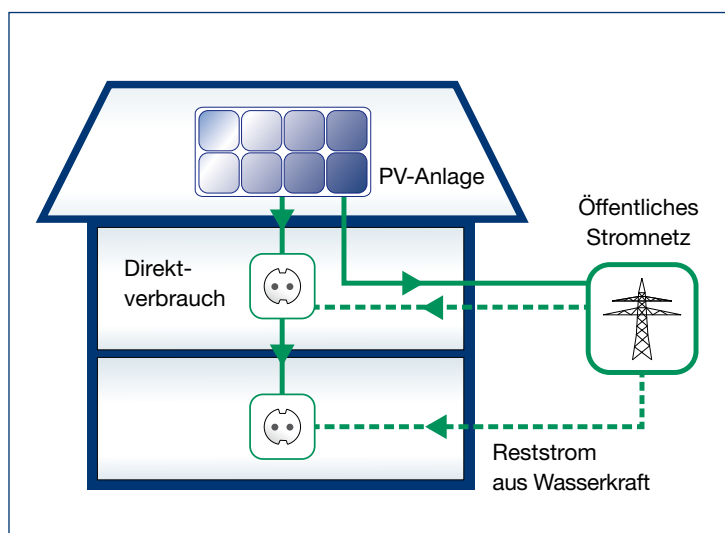 PV-Anlage
Öffentliches
Stromnetz
Direkt-
verbrauch
Reststrom
aus Wasserkraft